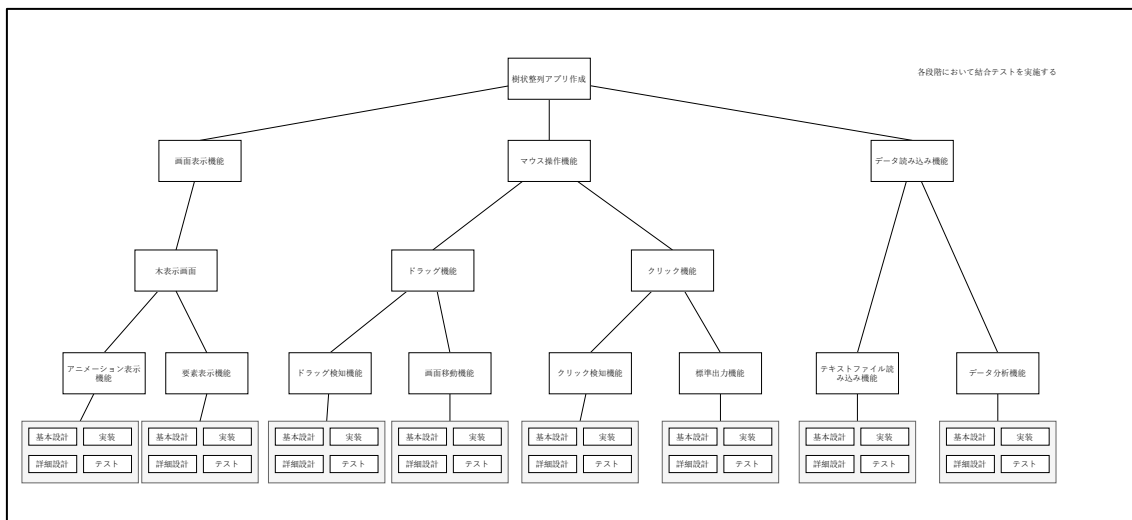 樹状整列アプリ作成
各段階において結合テストを実施する
画面表示機能
マウス操作機能
データ読み込み機能
木表示画面
ドラッグ機能
クリック機能
アニメーション表示
機能
要素表示機能
ドラッグ検知機能
画面移動機能
クリック検知機能
標準出力機能
テキストファイル読
み込み機能
データ分析機能
基本設計 実装
詳細設計 テスト
基本設計 実装
詳細設計 テスト
基本設計 実装
詳細設計 テスト
基本設計 実装
詳細設計 テスト
基本設計 実装
詳細設計 テスト
基本設計 実装
詳細設計 テスト
基本設計 実装
詳細設計 テスト
基本設計 実装
詳細設計 テスト